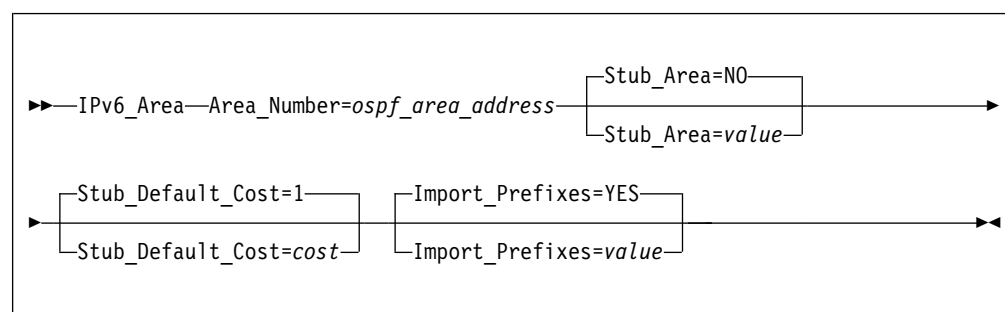 Stub_Area=NO
IPv6_Area Area_Number=ospf_area_address
Stub_Area=value
Stub_Default_Cost=1 Import_Prefixes=YES
Stub_Default_Cost=cost Import_Prefixes=value